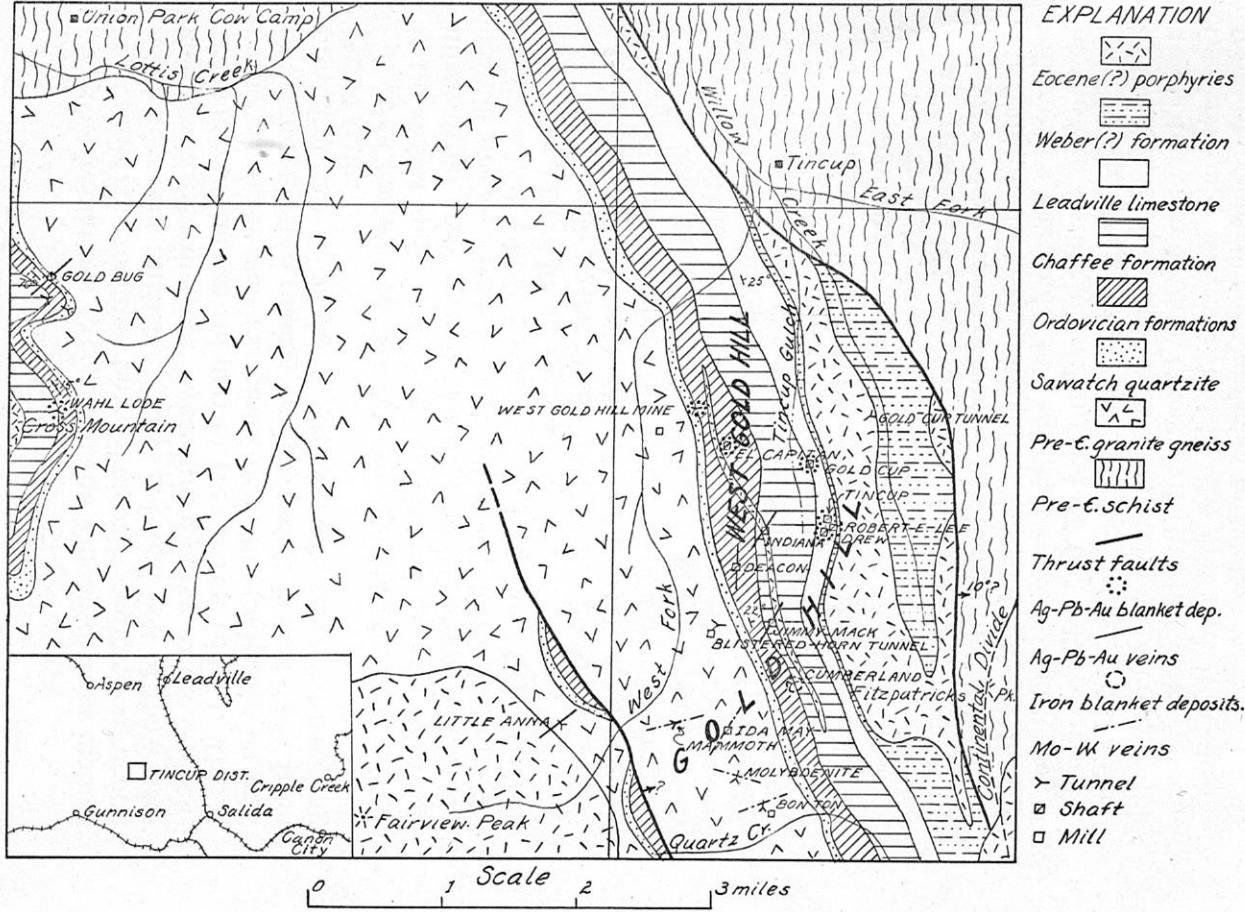 Union Park Cow Camp
Lottis Creek
Willow Creek
Tincup
East Fork
GOLD BUG
WAHL LODE
Cross Mountain
25°
WEST GOLD HILL
Tincup Gulch
WEST GOLD HILL MINE
EL CAPITAN
GOLD CUP TUNNEL
GOLD CUP
TINCUP
ROBERT-E-LEE
DREW
INDIANA
DEACON
10°?
22°
JIMMY MACK
BLISTERED HORN TUNNEL
CUMBERLAND
Fitzpatricks Pk.
Continental Divide
West Fork
GOLD HILL
LITTLE ANNA
IDA MAY
MAMMOTH
MOLYBDENITE
BON TON
?
Quartz Cr.
Fairview Peak
Aspen
Leadville
TINCUP DIST.
Cripple Creek
Gunnison
Salida
Canon City
Scale
0 1 2 3 miles
EXPLANATION
Eocene(?) porphyries
Weber(?) formation
Leadville limestone
Chaffee formation
Ordovician formations
Sawatch quartzite
Pre-Є. granite gneiss
Pre-Є. schist
Thrust faults
Ag-Pb-Au blanket dep.
Ag-Pb-Au veins
Iron blanket deposits.
Mo-W. veins
Tunnel
Shaft
Mill